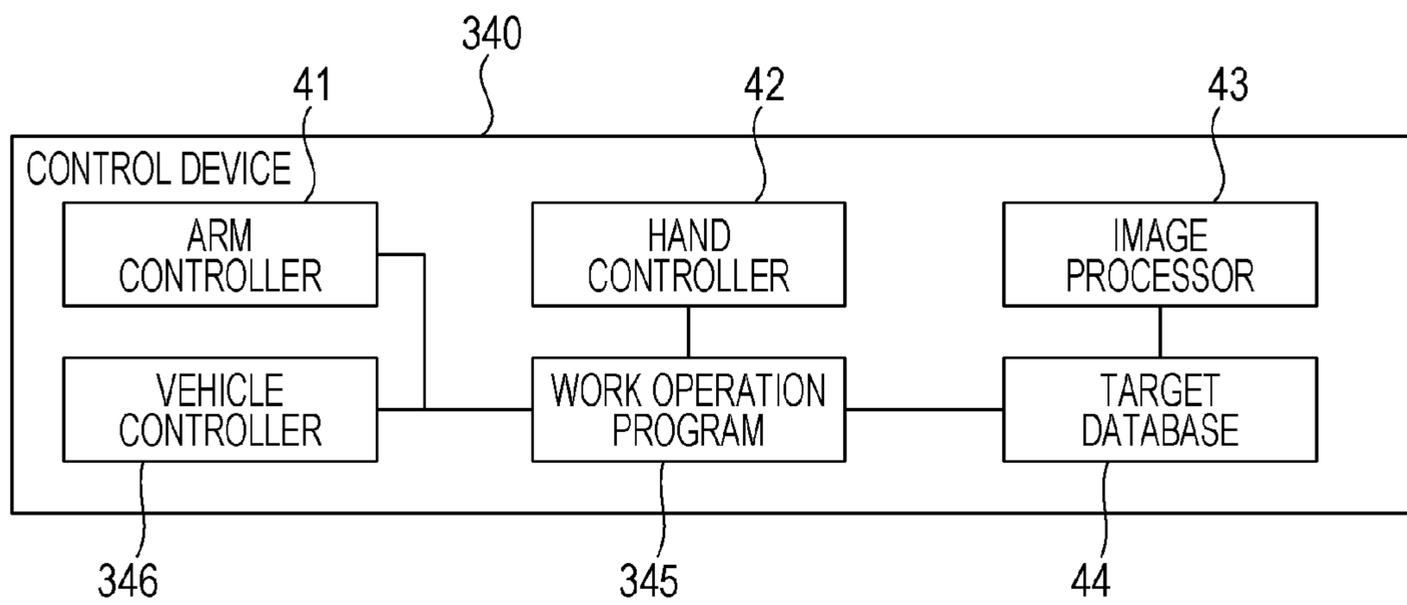 340
41
42
43
CONTROL DEVICE
ARM
CONTROLLER
HAND
CONTROLLER
IMAGE
PROCESSOR
VEHICLE
CONTROLLER
WORK OPERATION
PROGRAM
TARGET
DATABASE
346
345
44